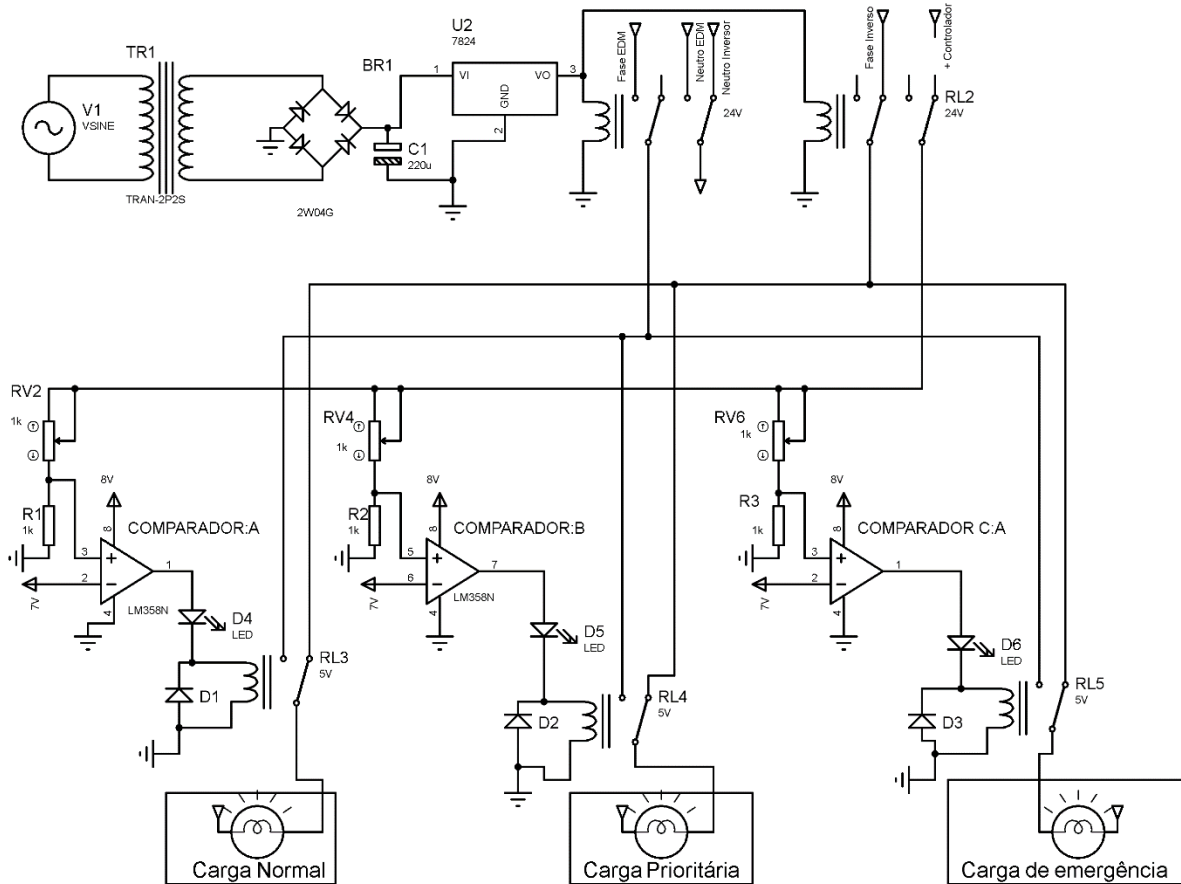 TR1
V1
VSINE
TRAN-2P2S
BR1
2W04G
C1
220u
U2
7824
1
VI
VO
3
GND
2
Fase EDM
Neutro EDM
Neutro Inversor
24V
Fase Inverso
+ Controlador
RL2
24V
RV2
1k
R1
1k
8V
8
COMPARADOR:A
3
2
1
4
7V
LM358N
D4
LED
D1
RL3
5V
Carga Normal
RV4
1k
R2
1k
8V
8
COMPARADOR:B
5
6
7
4
7V
LM358N
D5
LED
D2
RL4
5V
Carga Prioritária
RV6
1k
R3
1k
8V
8
COMPARADOR C:A
3
2
1
4
7V
D6
LED
D3
RL5
5V
Carga de emergência